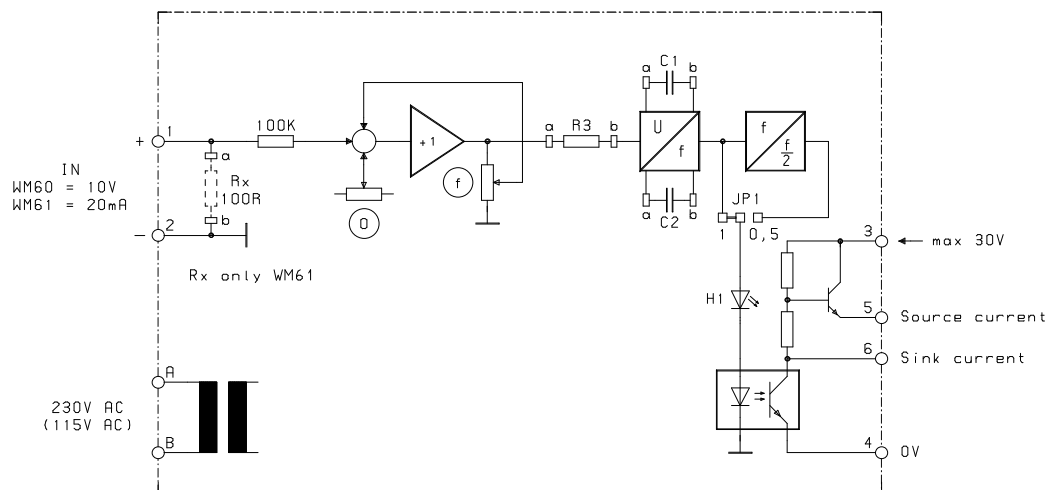 C1
a b
1
100K
a R3 b
+
+1
U
f
f
f
2
IN
WM60 = 10V
WM61 = 20mA
a
Rx
100R
b
f
0
a b
C2
JP1
1 0,5
2
-
Rx only WM61
3
max 30V
H1
5
Source current
6
Sink current
A
230V AC
(115V AC)
B
4
0V